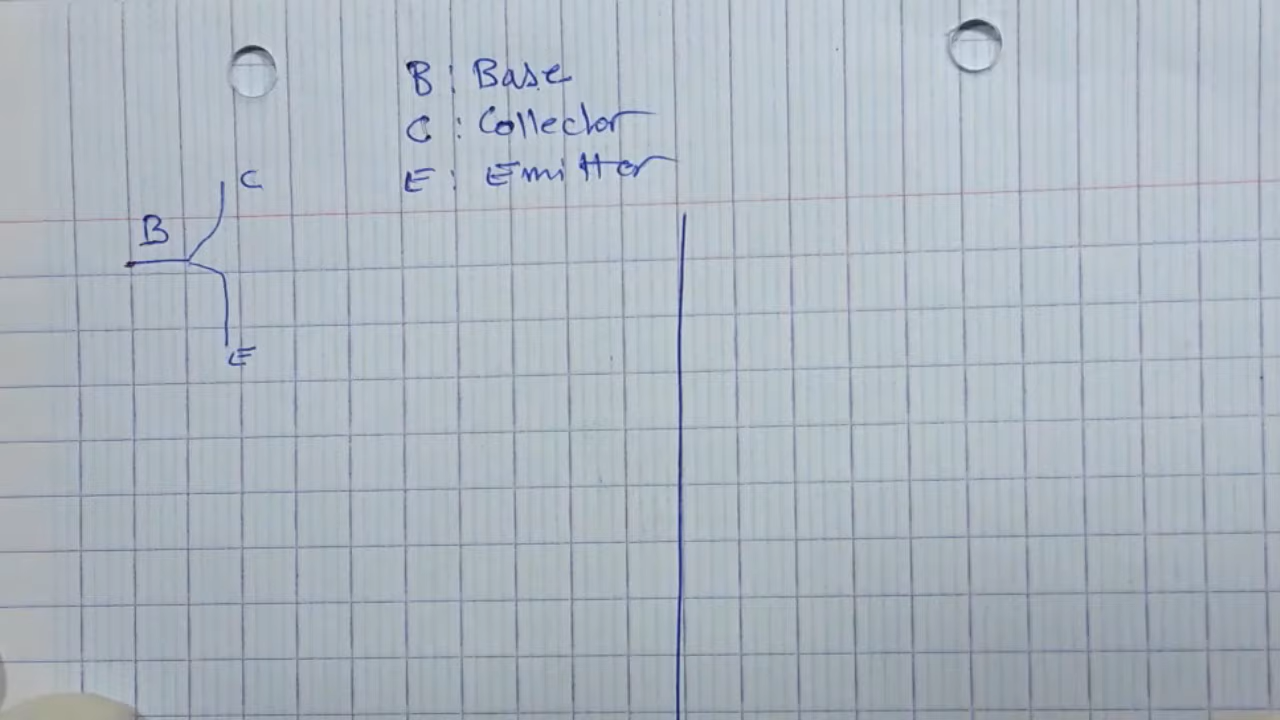 B : Base
C : Collector
E : Emitter
C
B
E